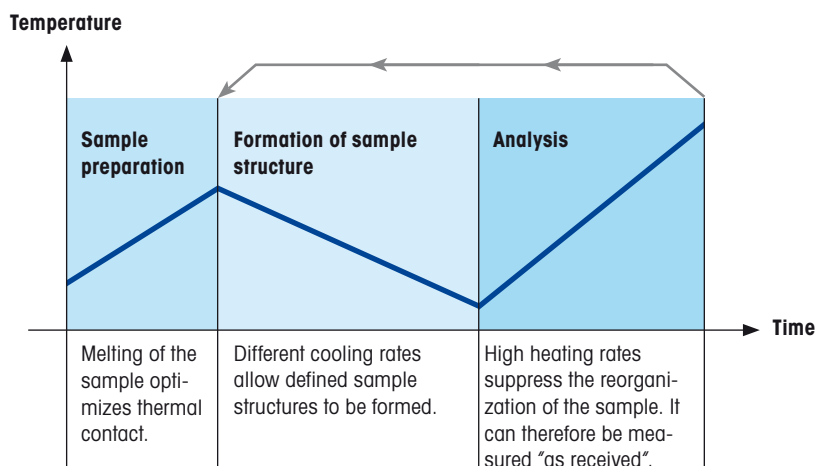 Temperature
Sample
preparation
Formation of sample
structure
Analysis
Time
Melting of the
sample opti-
mizes thermal
contact.
Different cooling rates
allow defined sample
structures to be formed.
High heating rates
suppress the reorgani-
zation of the sample. It
can therefore be mea-
sured "as received".